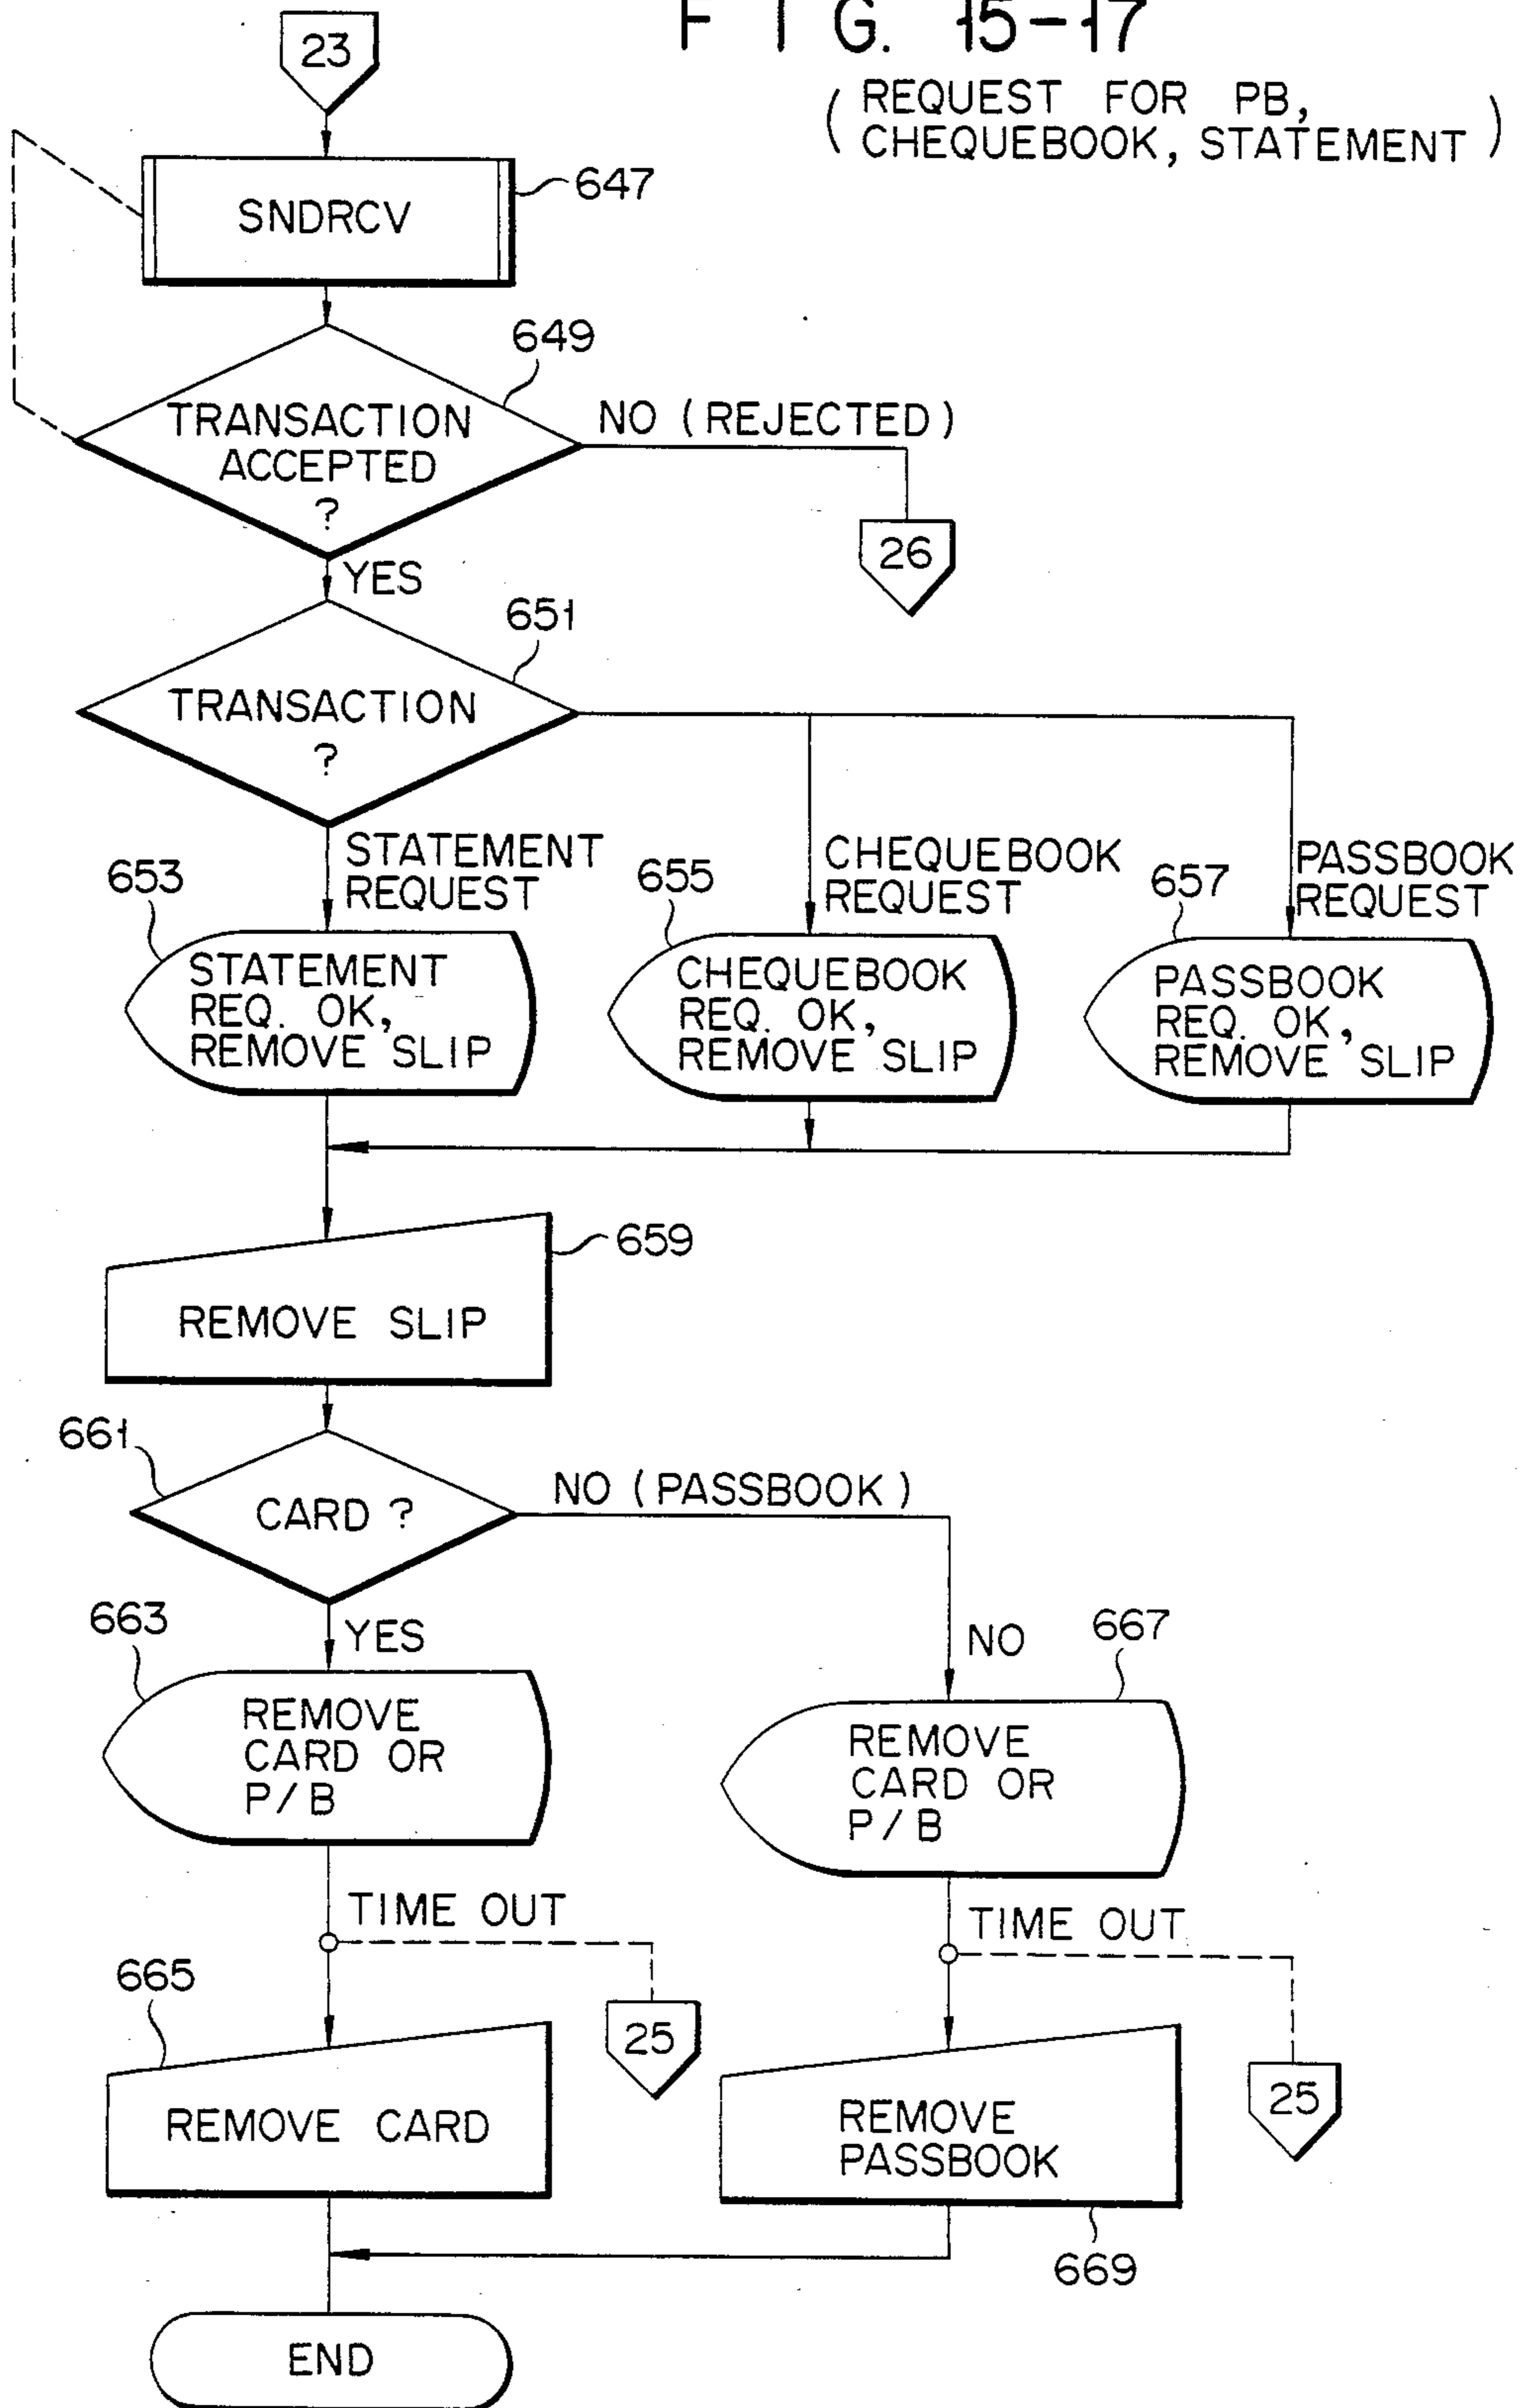 FIG. 15-17
( REQUEST FOR PB,
CHEQUEBOOK, STATEMENT )
23
SNDRCV
647
649
TRANSACTION
ACCEPTED
?
NO (REJECTED)
26
YES
651
TRANSACTION
?
STATEMENT
REQUEST
CHEQUEBOOK
REQUEST
PASSBOOK
REQUEST
653
STATEMENT
REQ. OK,
REMOVE SLIP
655
CHEQUEBOOK
REQ. OK,
REMOVE SLIP
657
PASSBOOK
REQ. OK,
REMOVE SLIP
659
REMOVE SLIP
661
CARD ?
NO (PASSBOOK)
YES
NO
663
REMOVE
CARD OR
P/B
667
REMOVE
CARD OR
P/B
TIME OUT
25
TIME OUT
25
665
REMOVE CARD
REMOVE
PASSBOOK
669
END